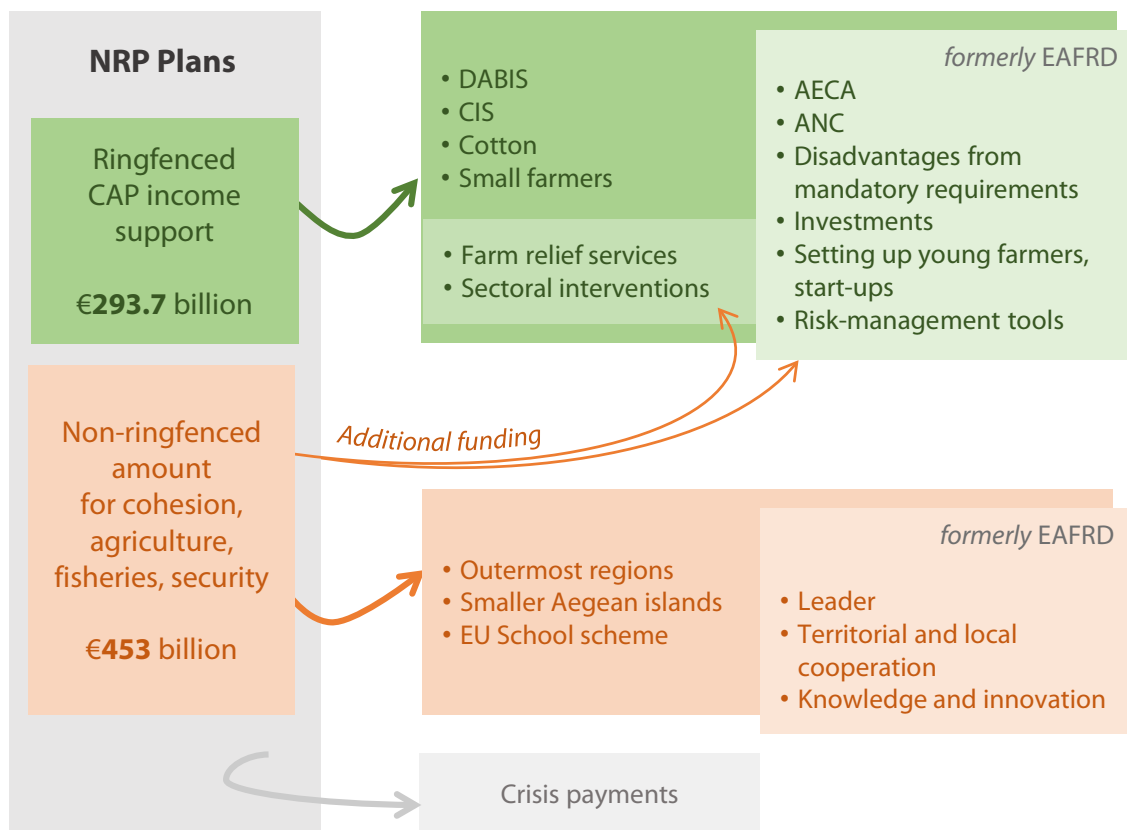 NRP Plans
Ringfenced
CAP income
support
€293.7 billion
Non-ringfenced
amount
for cohesion,
agriculture,
fisheries, security
€453 billion
• DABIS
• CIS
• Cotton
• Small farmers
• Farm relief services
• Sectoral interventions
formerly EAFRD
• AECA
• ANC
• Disadvantages from
mandatory requirements
• Investments
• Setting up young farmers,
start-ups
• Risk-management tools
Additional funding
• Outermost regions
• Smaller Aegean islands
• EU School scheme
formerly EAFRD
• Leader
• Territorial and local
cooperation
• Knowledge and innovation
Crisis payments